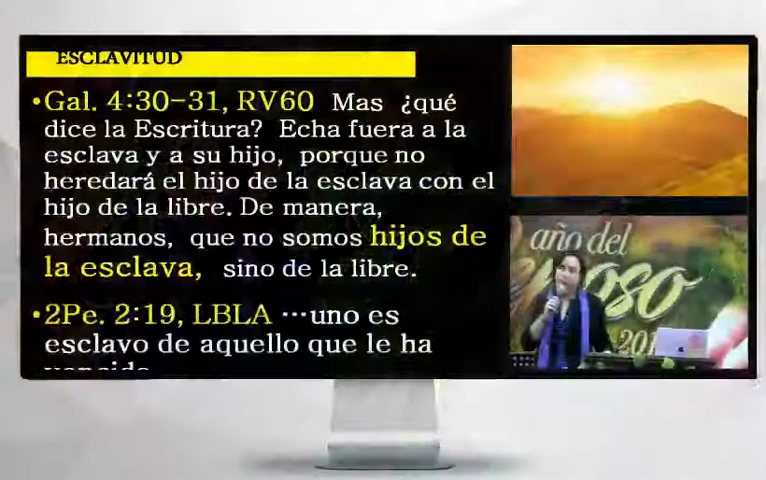 ESCLAVITUD
•Gal. 4:30-31, RV60 Mas ¿qué
dice la Escritura? Echa fuera a la
esclava y a su hijo, porque no
heredará el hijo de la esclava con el
hijo de la libre. De manera,
hermanos, que no somos hijos de
la esclava, sino de la libre.
•2Pe. 2:19, LBLA ···uno es
esclavo de aquello que le ha
año del
201